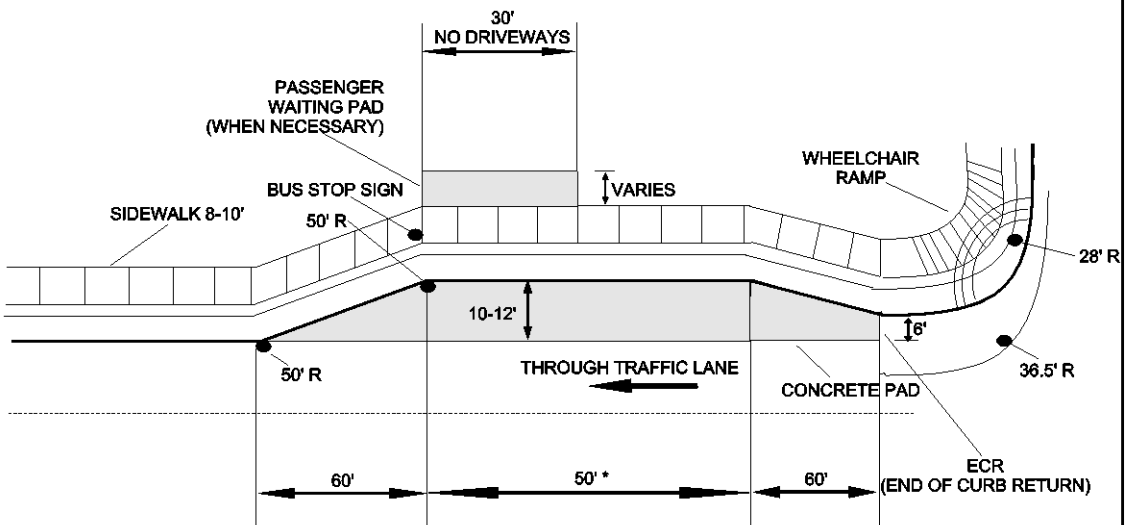 30'
NO DRIVEWAYS
PASSENGER
WAITING PAD
(WHEN NECESSARY)
WHEELCHAIR
RAMP
BUS STOP SIGN
VARIES
SIDEWALK 8-10'
50' R
28' R
10-12'
6'
50' R
THROUGH TRAFFIC LANE
36.5' R
CONCRETE PAD
ECR
(END OF CURB RETURN)
60'
50' *
60'